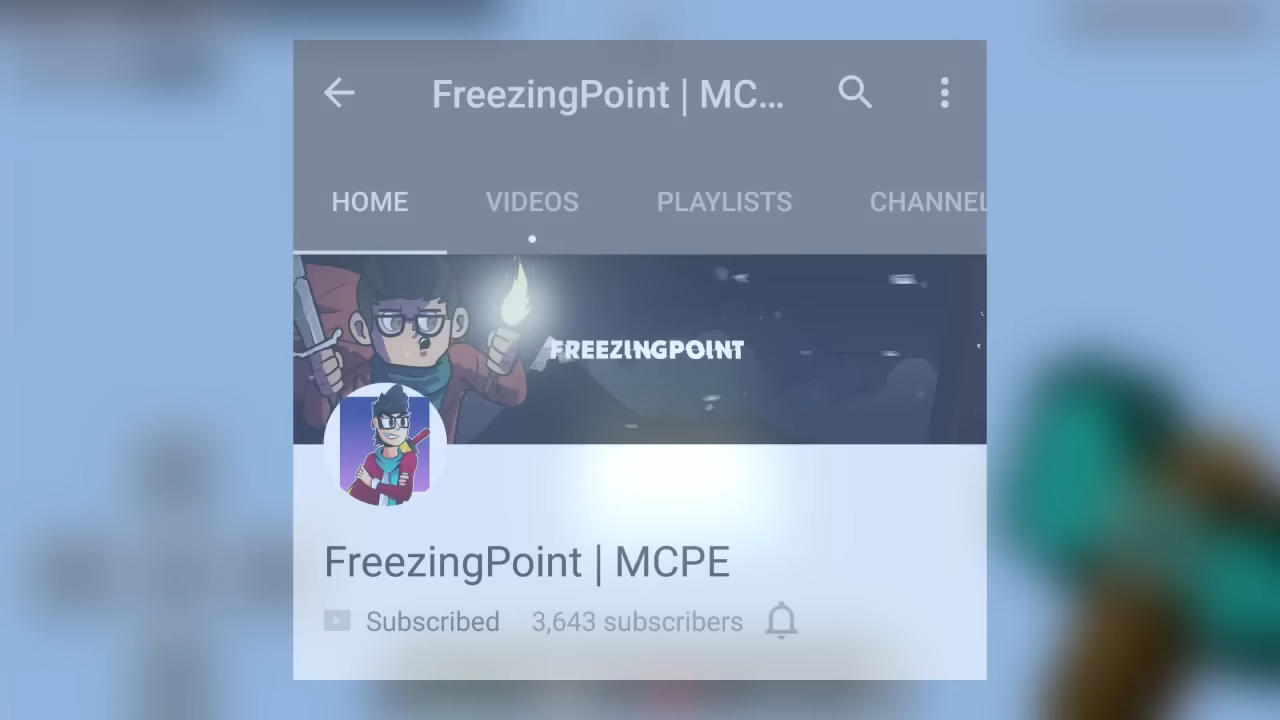 FreezingPoint | MC...
HOME VIDEOS PLAYLISTS CHANNEL
FREEZINGPOINT
FreezingPoint | MCPE
Subscribed 3,643 subscribers